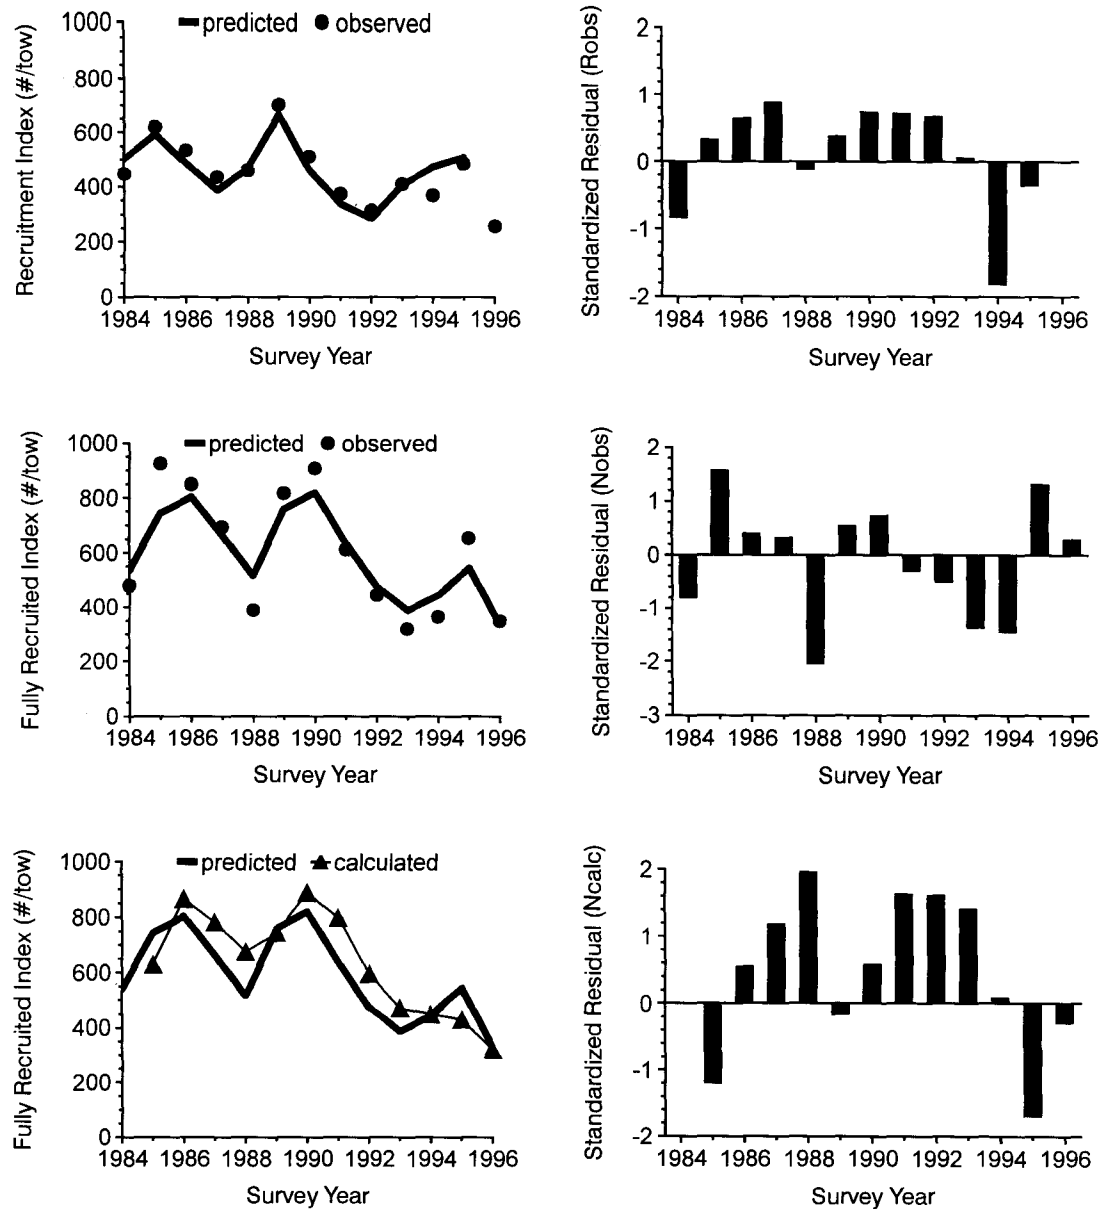 predicted observed
Recruitment Index (#/tow)
1000
800
600
400
200
0
1984 1986 1988 1990 1992 1994 1996
Survey Year
Standardized Residual (Robs)
2
1
0
-1
-2
1984 1986 1988 1990 1992 1994 1996
Survey Year
predicted observed
Fully Recruited Index (#/tow)
1000
800
600
400
200
0
1984 1986 1988 1990 1992 1994 1996
Survey Year
Standardized Residual (Nobs)
2
1
0
-1
-2
-3
1984 1986 1988 1990 1992 1994 1996
Survey Year
predicted calculated
Fully Recruited Index (#/tow)
1000
800
600
400
200
0
1984 1986 1988 1990 1992 1994 1996
Survey Year
Standardized Residual (Ncalc)
2
1
0
-1
-2
1984 1986 1988 1990 1992 1994 1996
Survey Year